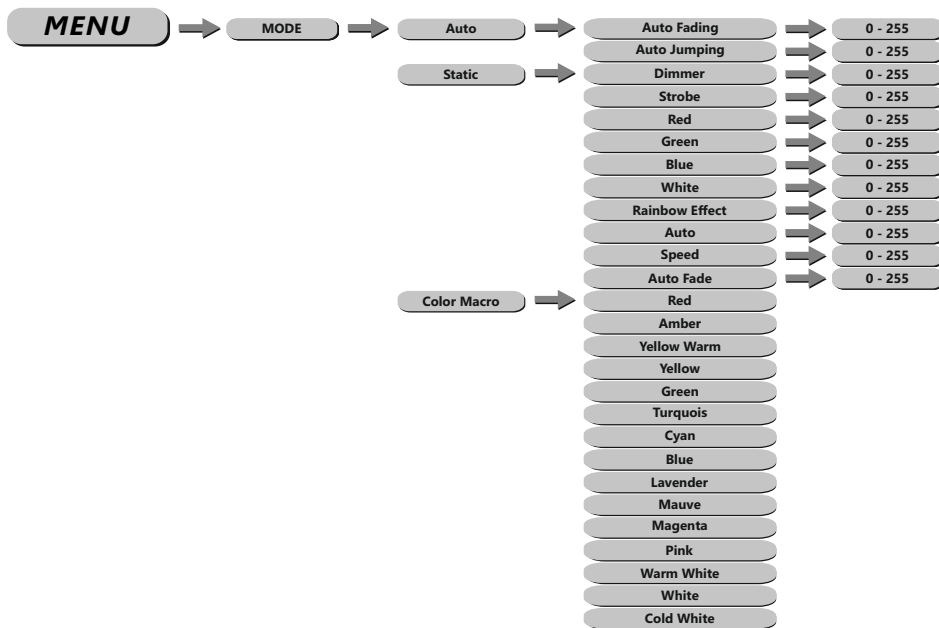 MENU MODE Auto Auto Fading 0 - 255
Auto Jumping 0 - 255
Static Dimmer 0 - 255
Strobe 0 - 255
Red 0 - 255
Green 0 - 255
Blue 0 - 255
White 0 - 255
Rainbow Effect 0 - 255
Auto 0 - 255
Speed 0 - 255
Auto Fade 0 - 255
Color Macro Red
Amber
Yellow Warm
Yellow
Green
Turquois
Cyan
Blue
Lavender
Mauve
Magenta
Pink
Warm White
White
Cold White